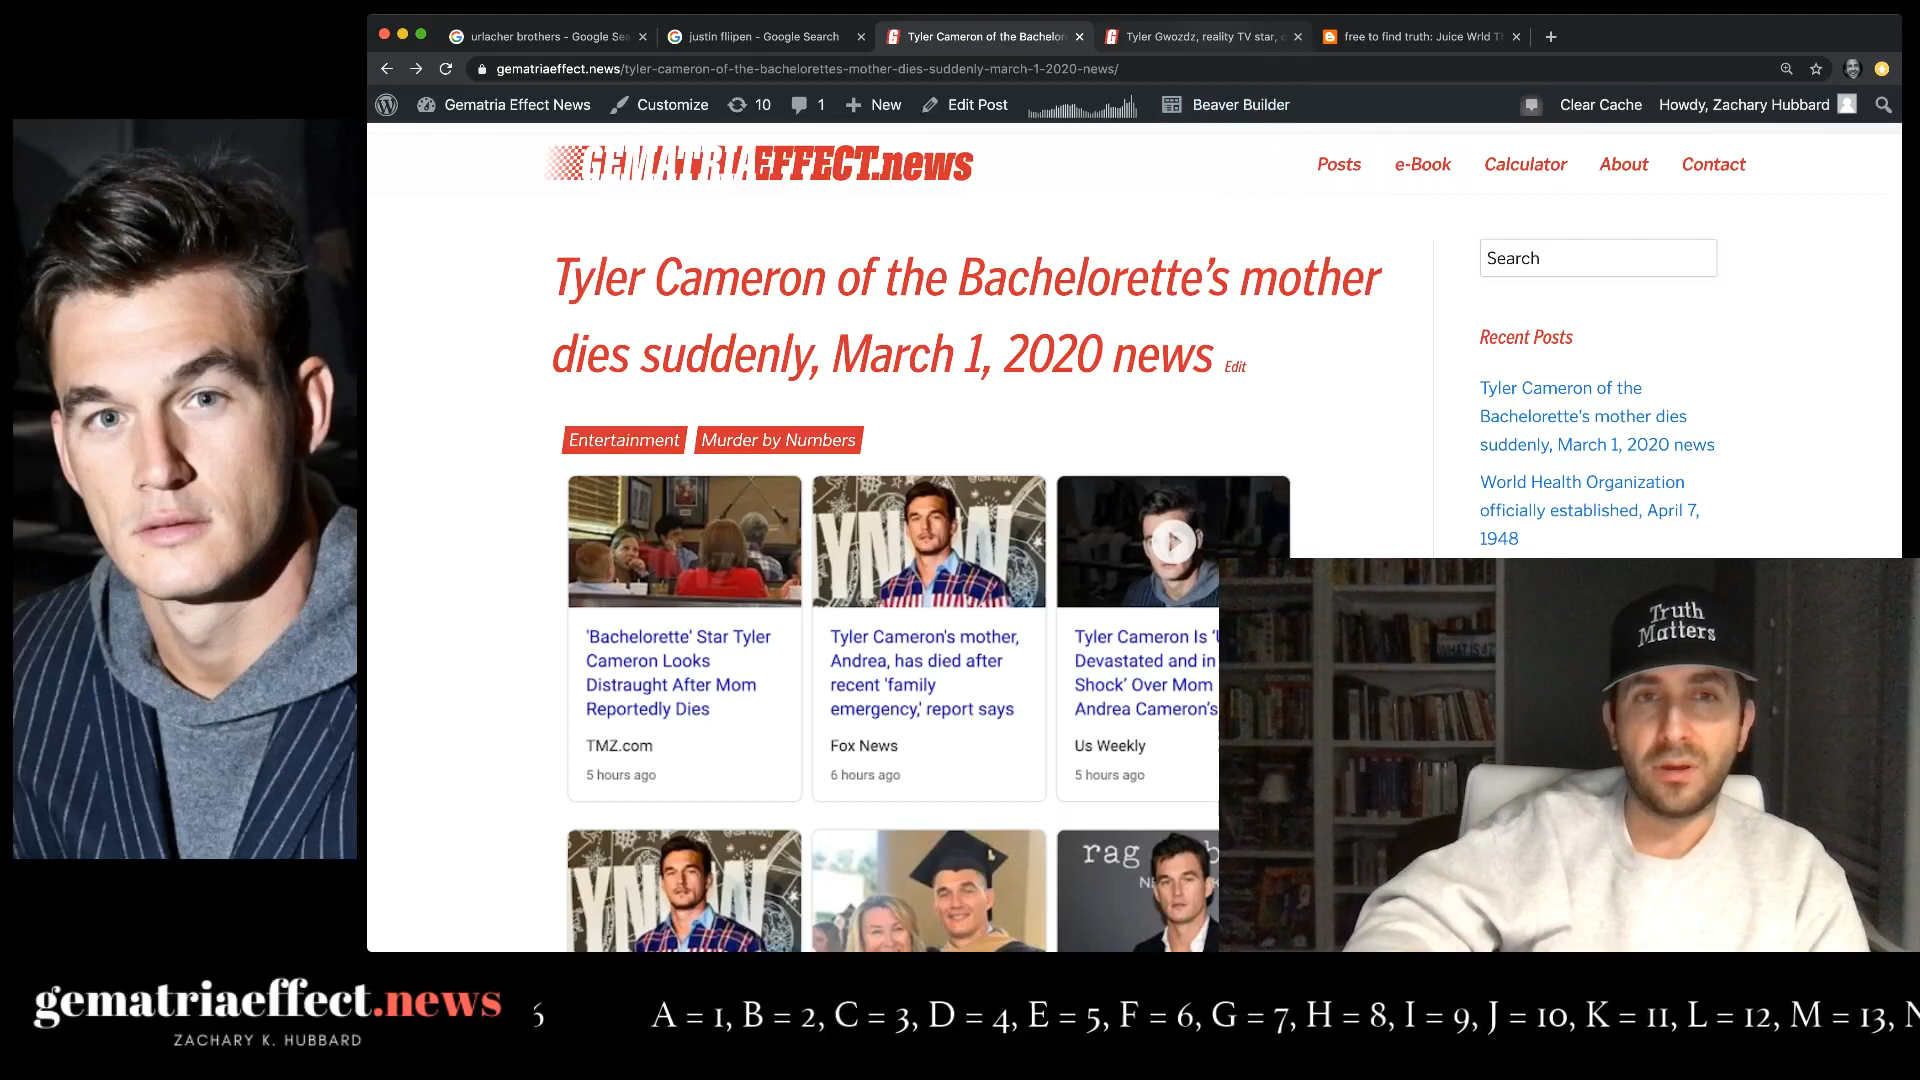 urlacher brothers - Google Sea
justin fliipen - Google Search
Tyler Cameron of the Bachelor
Tyler Gwozdz, reality TV star,
free to find truth: Juice Wrld T
gematriaeffect.news/tyler-cameron-of-the-bachelorettes-mother-dies-suddenly-march-1-2020-news/
Gematria Effect News
Customize
10
1
New
Edit Post
Beaver Builder
Clear Cache
Howdy, Zachary Hubbard
GEMATRIAEFFECT.news
Posts
e-Book
Calculator
About
Contact
Tyler Cameron of the Bachelorette's mother
dies suddenly, March 1, 2020 news Edit
Entertainment
Murder by Numbers
Search
Recent Posts
Tyler Cameron of the
Bachelorette's mother dies
suddenly, March 1, 2020 news
World Health Organization
officially established, April 7,
1948
'Bachelorette' Star Tyler
Cameron Looks
Distraught After Mom
Reportedly Dies
TMZ.com
5 hours ago
Tyler Cameron's mother,
Andrea, has died after
recent 'family
emergency,' report says
Fox News
6 hours ago
Tyler Cameron Is
Devastated and in
Shock' Over Mom
Andrea Cameron's
Us Weekly
5 hours ago
rag
Truth
Matters
gematriaeffect.news
ZACHARY K. HUBBARD
A = 1, B = 2, C = 3, D = 4, E = 5, F = 6, G = 7, H = 8, I = 9, J = 10, K = 11, L = 12, M = 13, N